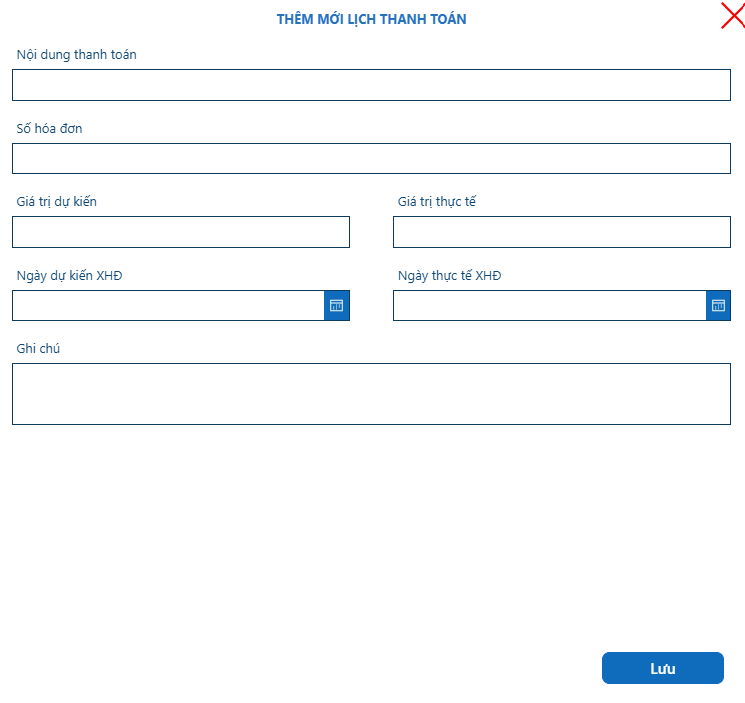 THÊM MỚI LỊCH THANH TOÁN
Nội dung thanh toán
Số hóa đơn
Giá trị dự kiến
Giá trị thực tế
Ngày dự kiến XHĐ
Ngày thực tế XHĐ
Ghi chú
Lưu